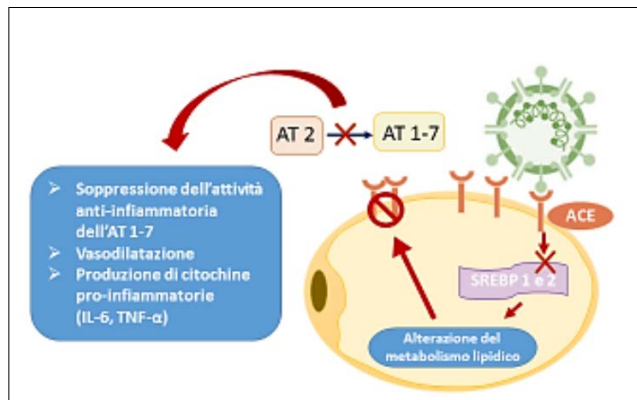 AT 2
AT 1-7
Soppressione dell'attività
anti-infiammatoria
dell'AT 1-7
Vasodilatazione
Produzione di citochine
pro-infiammatorie
(IL-6, TNF-α)
ACE
SREBP 1 e 2
Alterazione del
metabolismo lipidico